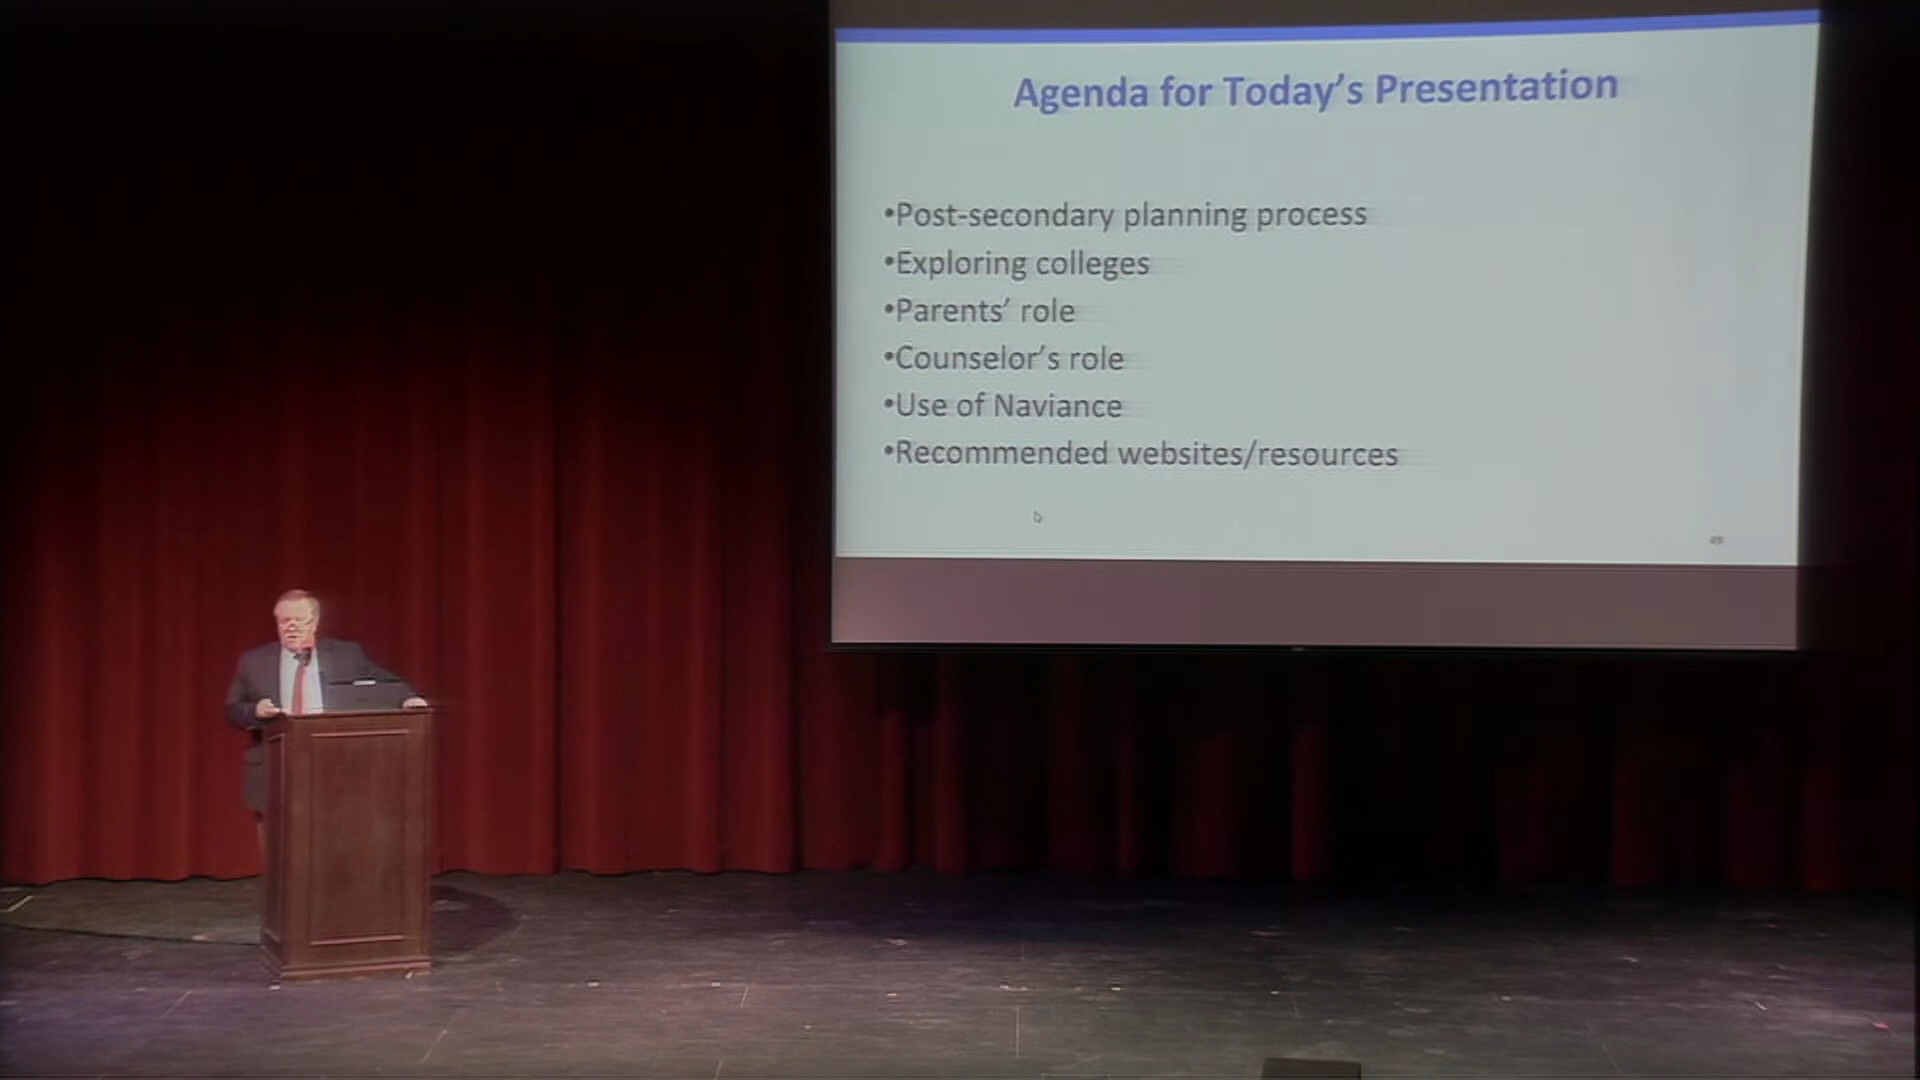 Agenda for Today's Presentation
•Post-secondary planning process
•Exploring colleges
•Parents' role
•Counselor's role
•Use of Naviance
•Recommended websites/resources